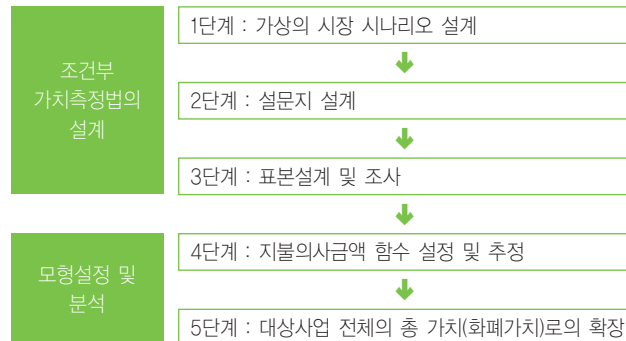 조건부
가치측정법의
설계
1단계 : 가상의 시장 시나리오 설계
2단계 : 설문지 설계
3단계 : 표본설계 및 조사
모형설정 및
분석
4단계 : 지불의사금액 함수 설정 및 추정
5단계 : 대상사업 전체의 총 가치(화폐가치)로의 확장